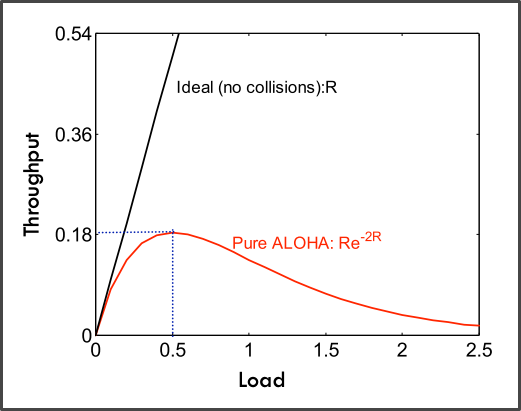 0.54
Ideal (no collisions):R
0.36
Throughput
0.18
Pure ALOHA: Re-2R
0
0 0.5 1 1.5 2 2.5
Load